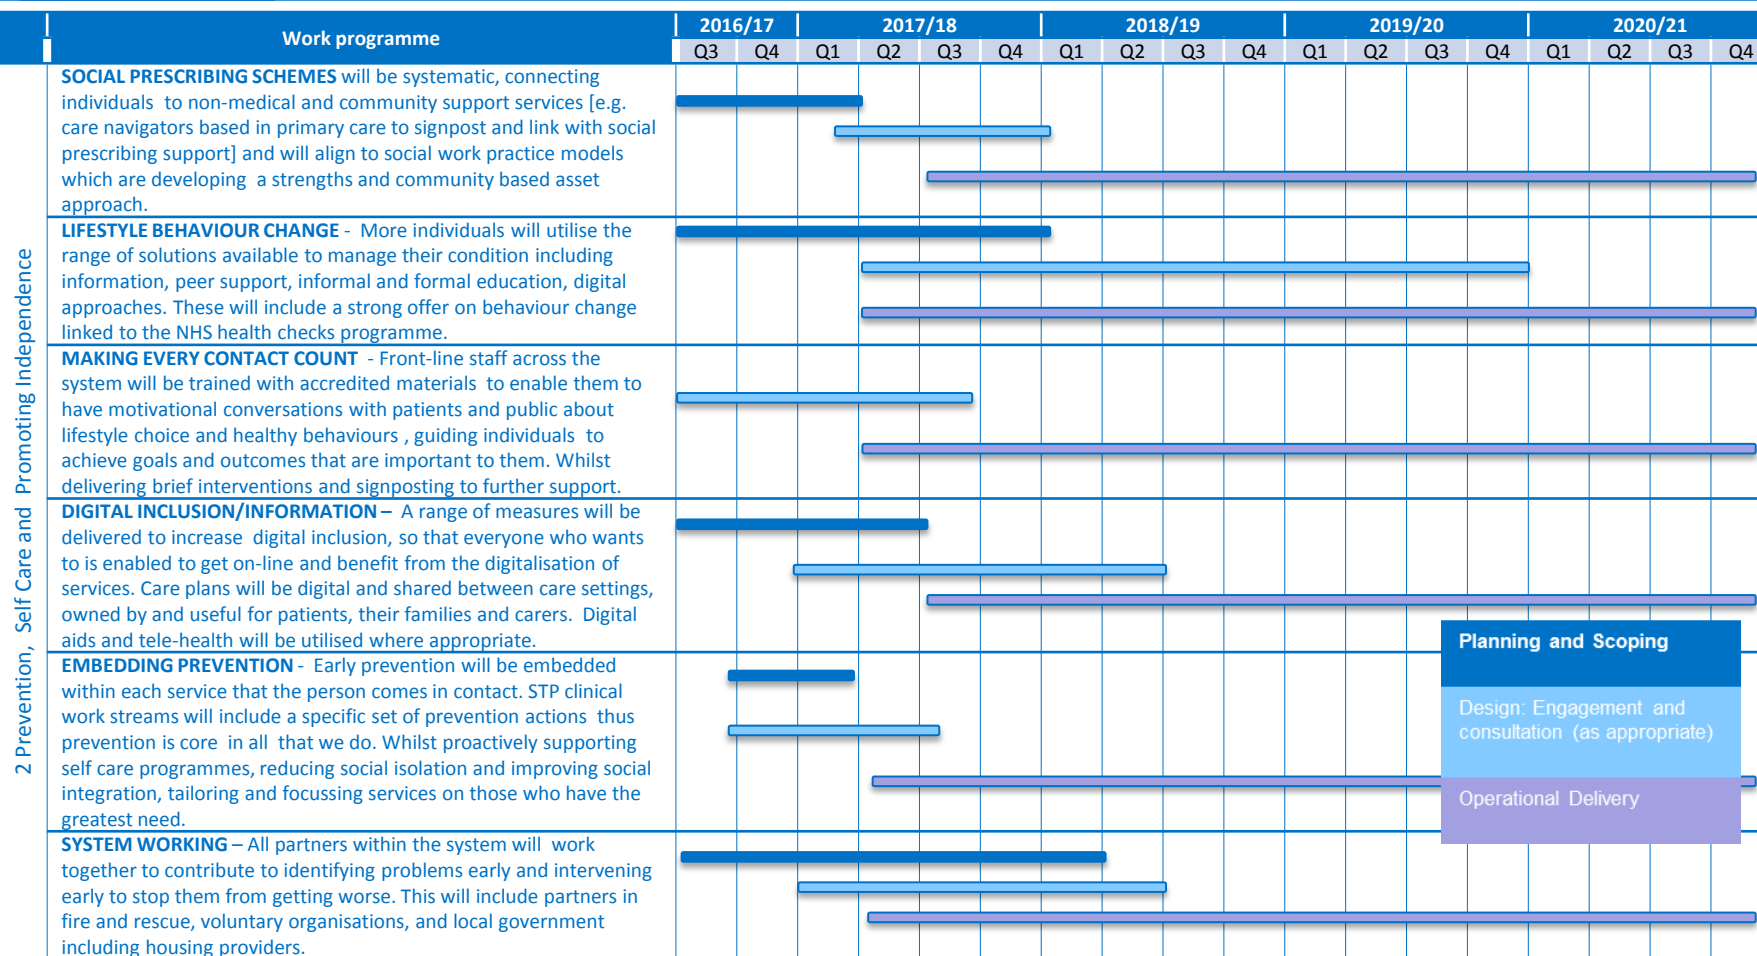 Work programme
2016/17 2017/18 2018/19 2019/20 2020/21
Q3 Q4 Q1 Q2 Q3 Q4 Q1 Q2 Q3 Q4 Q1 Q2 Q3 Q4 Q1 Q2 Q3 Q4
2 Prevention, Self Care and Promoting Independence
SOCIAL PRESCRIBING SCHEMES will be systematic, connecting
individuals to non-medical and community support services [e.g.
care navigators based in primary care to signpost and link with social
prescribing support] and will align to social work practice models
which are developing a strengths and community based asset
approach.
LIFESTYLE BEHAVIOUR CHANGE - More individuals will utilise the
range of solutions available to manage their condition including
information, peer support, informal and formal education, digital
approaches. These will include a strong offer on behaviour change
linked to the NHS health checks programme.
MAKING EVERY CONTACT COUNT - Front-line staff across the
system will be trained with accredited materials to enable them to
have motivational conversations with patients and public about
lifestyle choice and healthy behaviours , guiding individuals to
achieve goals and outcomes that are important to them. Whilst
delivering brief interventions and signposting to further support.
DIGITAL INCLUSION/INFORMATION – A range of measures will be
delivered to increase digital inclusion, so that everyone who wants
to is enabled to get on-line and benefit from the digitalisation of
services. Care plans will be digital and shared between care settings,
owned by and useful for patients, their families and carers. Digital
aids and tele-health will be utilised where appropriate.
EMBEDDING PREVENTION - Early prevention will be embedded
within each service that the person comes in contact. STP clinical
work streams will include a specific set of prevention actions thus
prevention is core in all that we do. Whilst proactively supporting
self care programmes, reducing social isolation and improving social
integration, tailoring and focussing services on those who have the
greatest need.
SYSTEM WORKING – All partners within the system will work
together to contribute to identifying problems early and intervening
early to stop them from getting worse. This will include partners in
fire and rescue, voluntary organisations, and local government
including housing providers.
Planning and Scoping
Design: Engagement and
consultation (as appropriate)
Operational Delivery